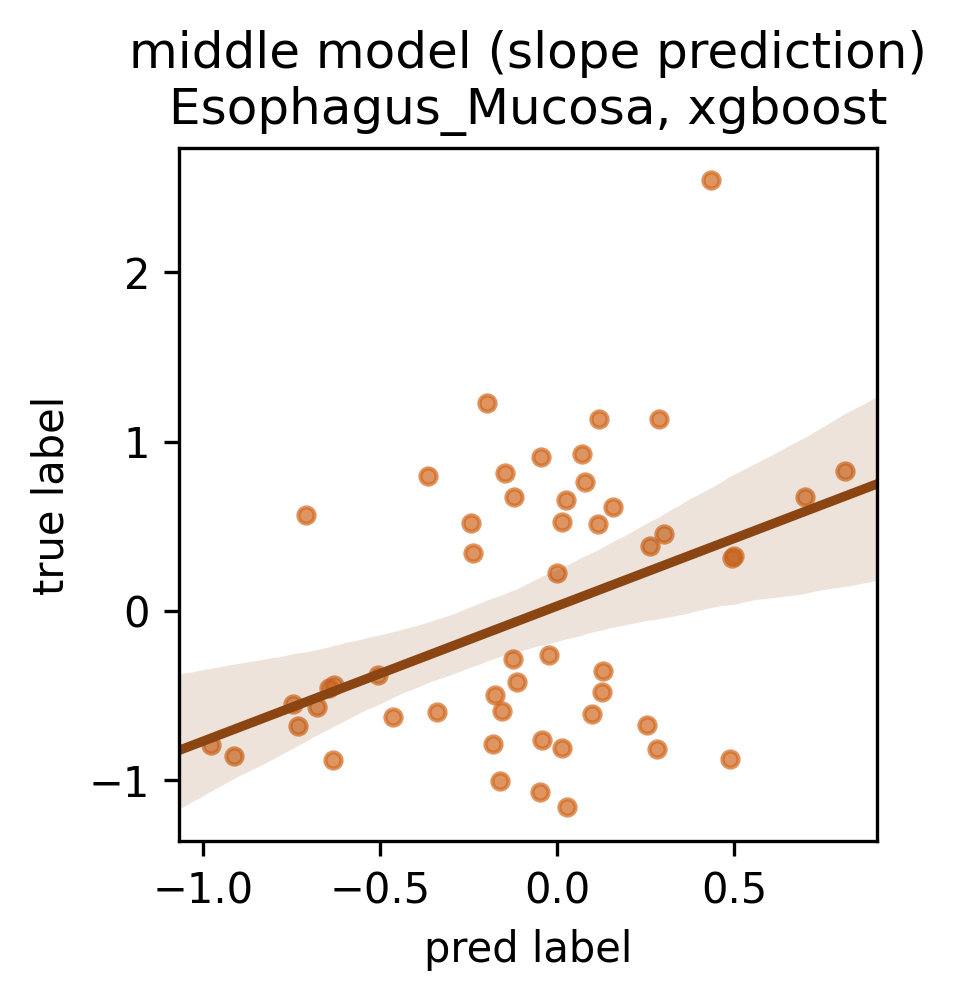 middle model (slope prediction)
Esophagus_Mucosa, xgboost
2
1
0
−1
true label
−1.0
−0.5
0.0
0.5
pred label